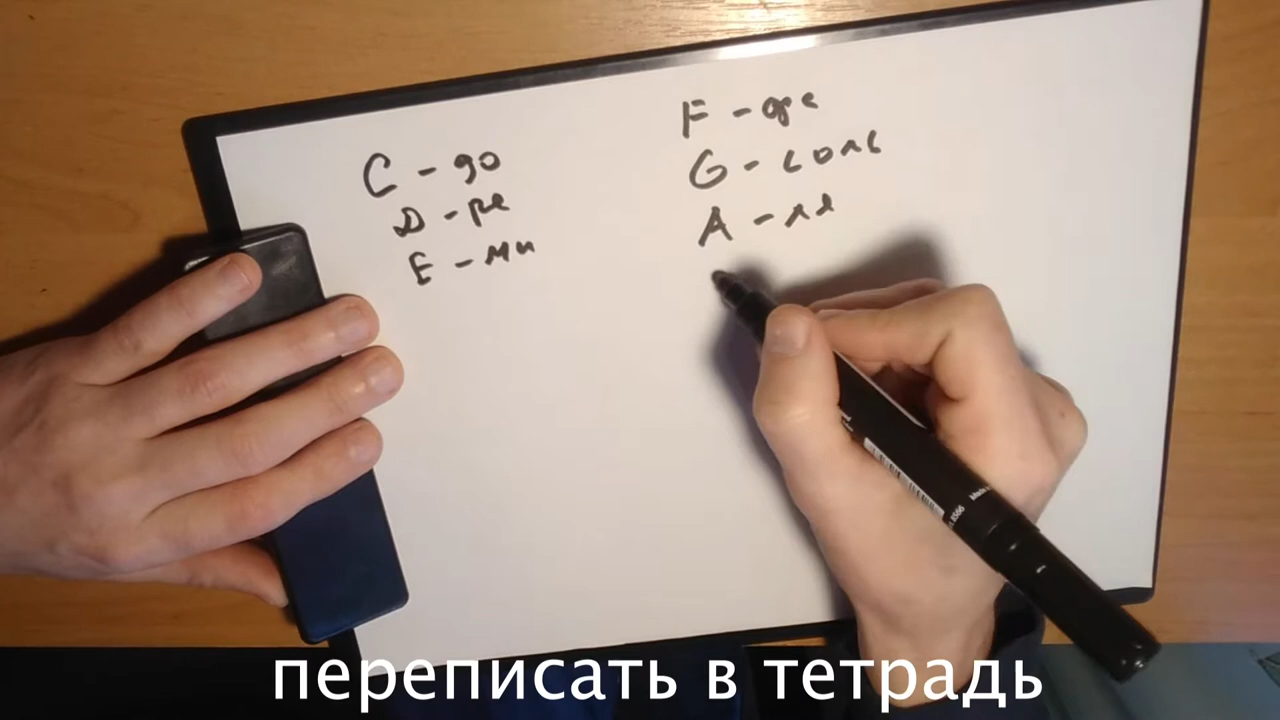 C - до
D - ре
E - ми
F - фа
G - соль
A - ля
переписать в тетрадь